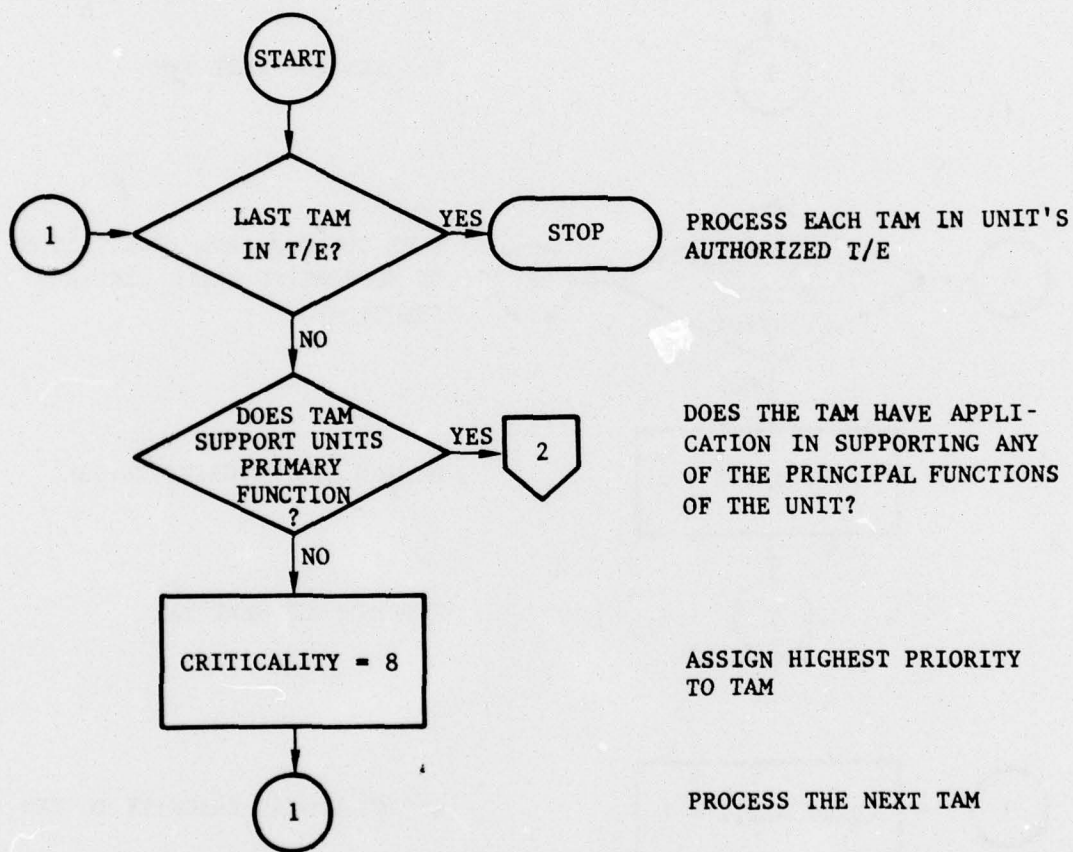 START
1
LAST TAM
IN T/E?
YES
STOP
PROCESS EACH TAM IN UNIT'S
AUTHORIZED T/E
NO
DOES TAM
SUPPORT UNITS
PRIMARY
FUNCTION
?
YES
2
DOES THE TAM HAVE APPLI-
CATION IN SUPPORTING ANY
OF THE PRINCIPAL FUNCTIONS
OF THE UNIT?
NO
CRITICALITY = 8
ASSIGN HIGHEST PRIORITY
TO TAM
1
PROCESS THE NEXT TAM